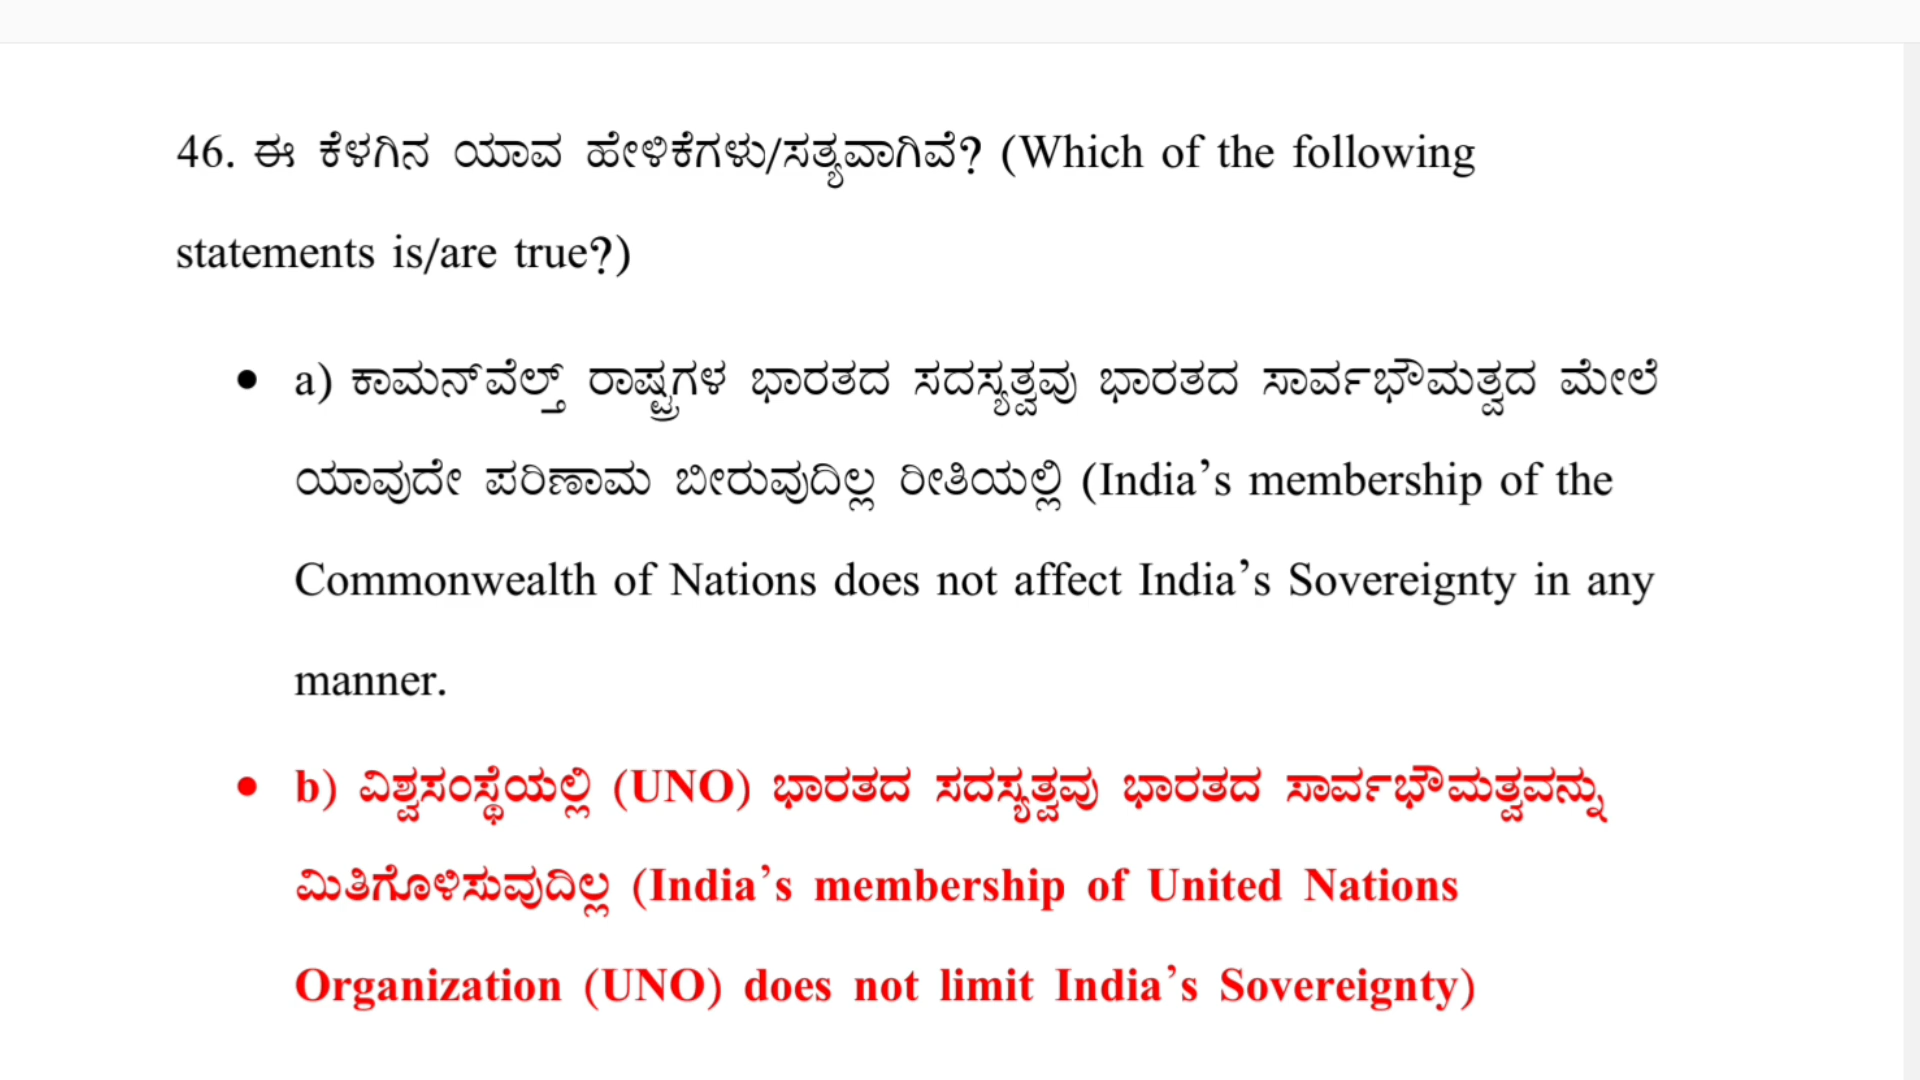 46. ಈ ಕೆಳಗಿನ ಯಾವ ಹೇಳಿಕೆಗಳು/ಸತ್ಯವಾಗಿವೆ? (Which of the following
statements is/are true?)
• a) ಕಾಮನ್‌ವೆಲ್ತ್ ರಾಷ್ಟ್ರಗಳ ಭಾರತದ ಸದಸ್ಯತ್ವವು ಭಾರತದ ಸಾರ್ವಭೌಮತ್ವದ ಮೇಲೆ
ಯಾವುದೇ ಪರಿಣಾಮ ಬೀರುವುದಿಲ್ಲ ರೀತಿಯಲ್ಲಿ (India’s membership of the
Commonwealth of Nations does not affect India’s Sovereignty in any
manner.
• b) ವಿಶ್ವಸಂಸ್ಥೆಯಲ್ಲಿ (UNO) ಭಾರತದ ಸದಸ್ಯತ್ವವು ಭಾರತದ ಸಾರ್ವಭೌಮತ್ವವನ್ನು
ಮಿತಿಗೊಳಿಸುವುದಿಲ್ಲ (India’s membership of United Nations
Organization (UNO) does not limit India’s Sovereignty)